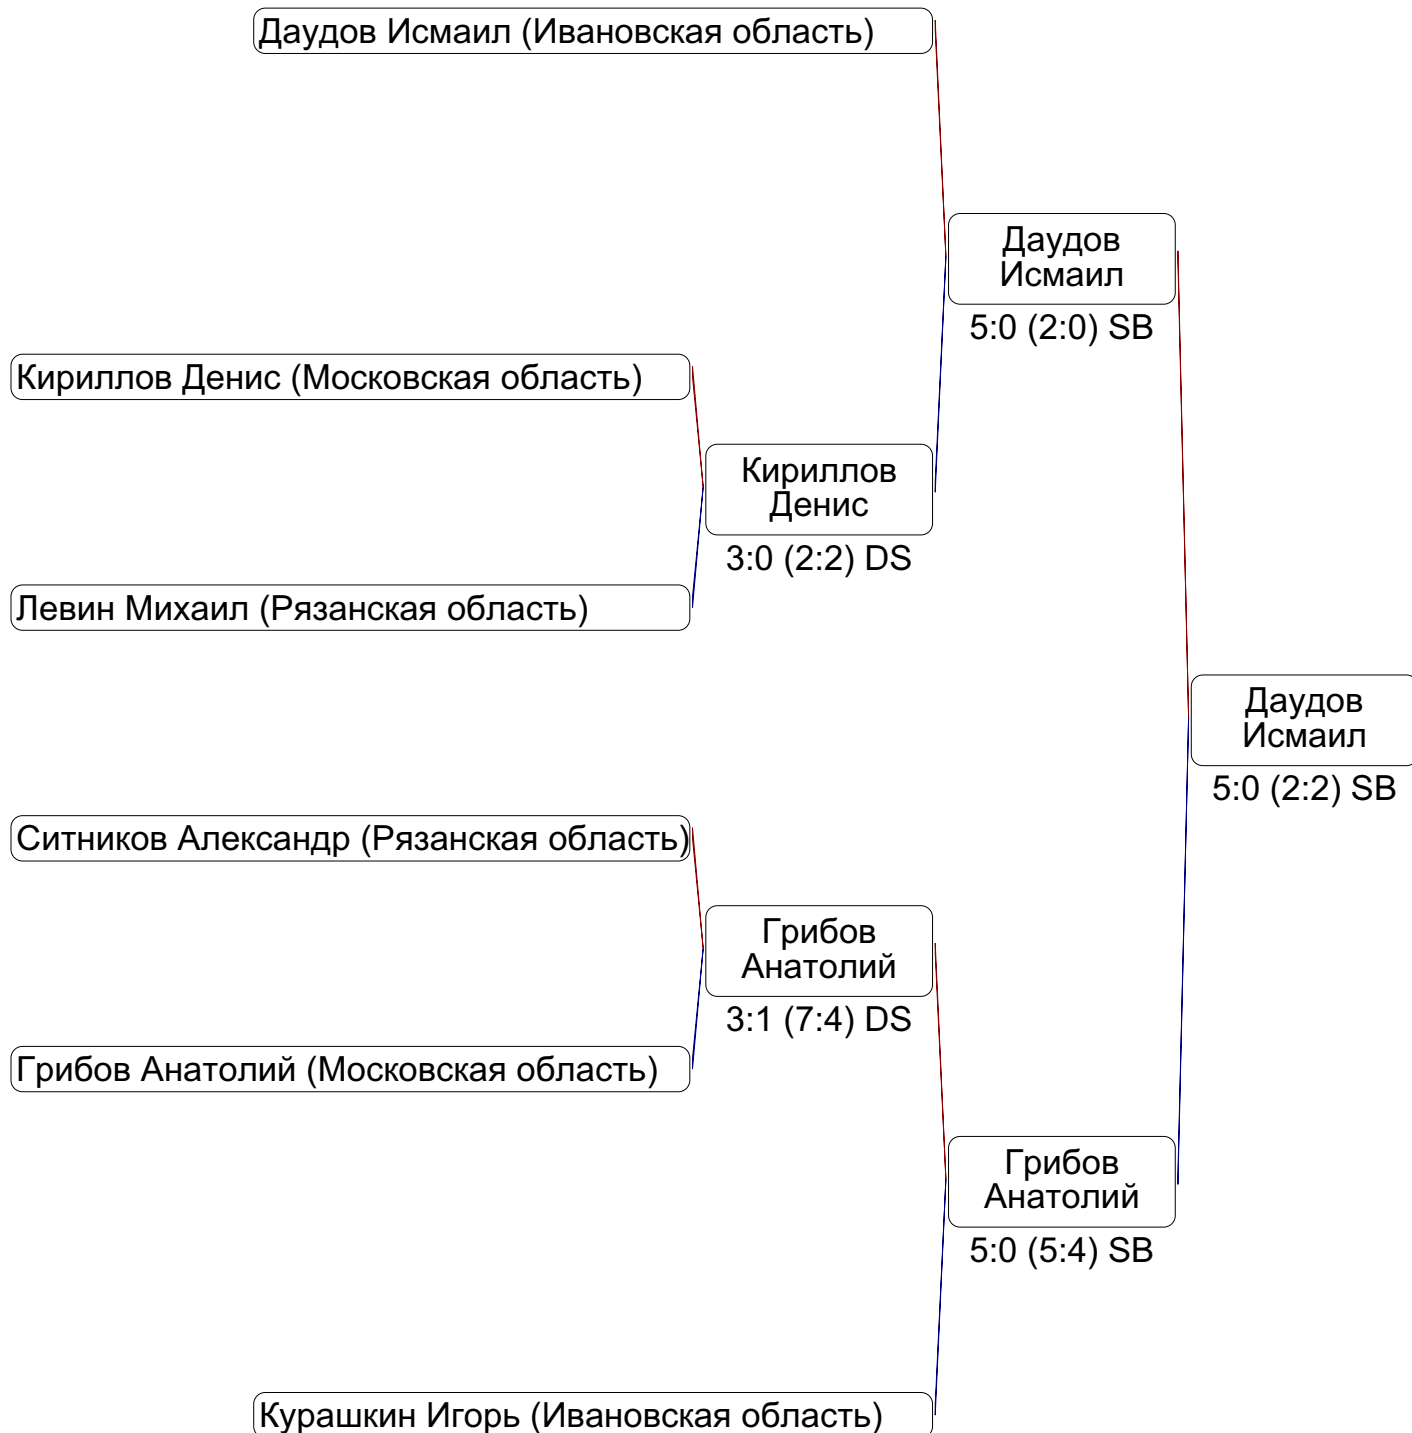 Даудов Исмаил (Ивановская область)
Даудов
Исмаил
5:0 (2:0) SB
Кириллов Денис (Московская область)
Кириллов
Денис
3:0 (2:2) DS
Левин Михаил (Рязанская область)
Даудов
Исмаил
5:0 (2:2) SB
Ситников Александр (Рязанская область)
Грибов
Анатолий
3:1 (7:4) DS
Грибов Анатолий (Московская область)
Грибов
Анатолий
5:0 (5:4) SB
Курашкин Игорь (Ивановская область)